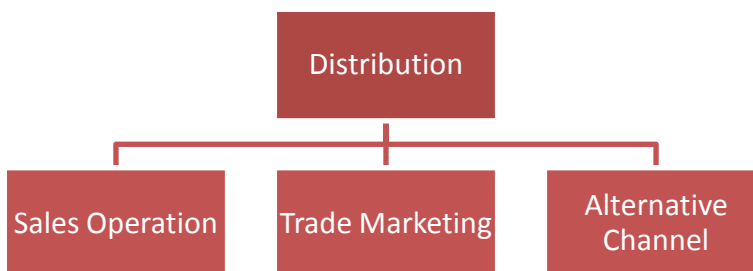 Distribution
Sales Operation
Trade Marketing
Alternative
Channel